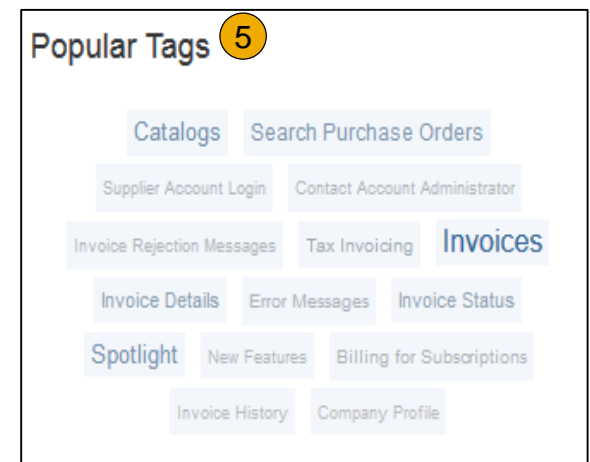 Popular Tags 5
Catalogs Search Purchase Orders
Supplier Account Login Contact Account Administrator
Invoice Rejection Messages Tax Invoicing Invoices
Invoice Details Error Messages Invoice Status
Spotlight New Features Billing for Subscriptions
Invoice History Company Profile